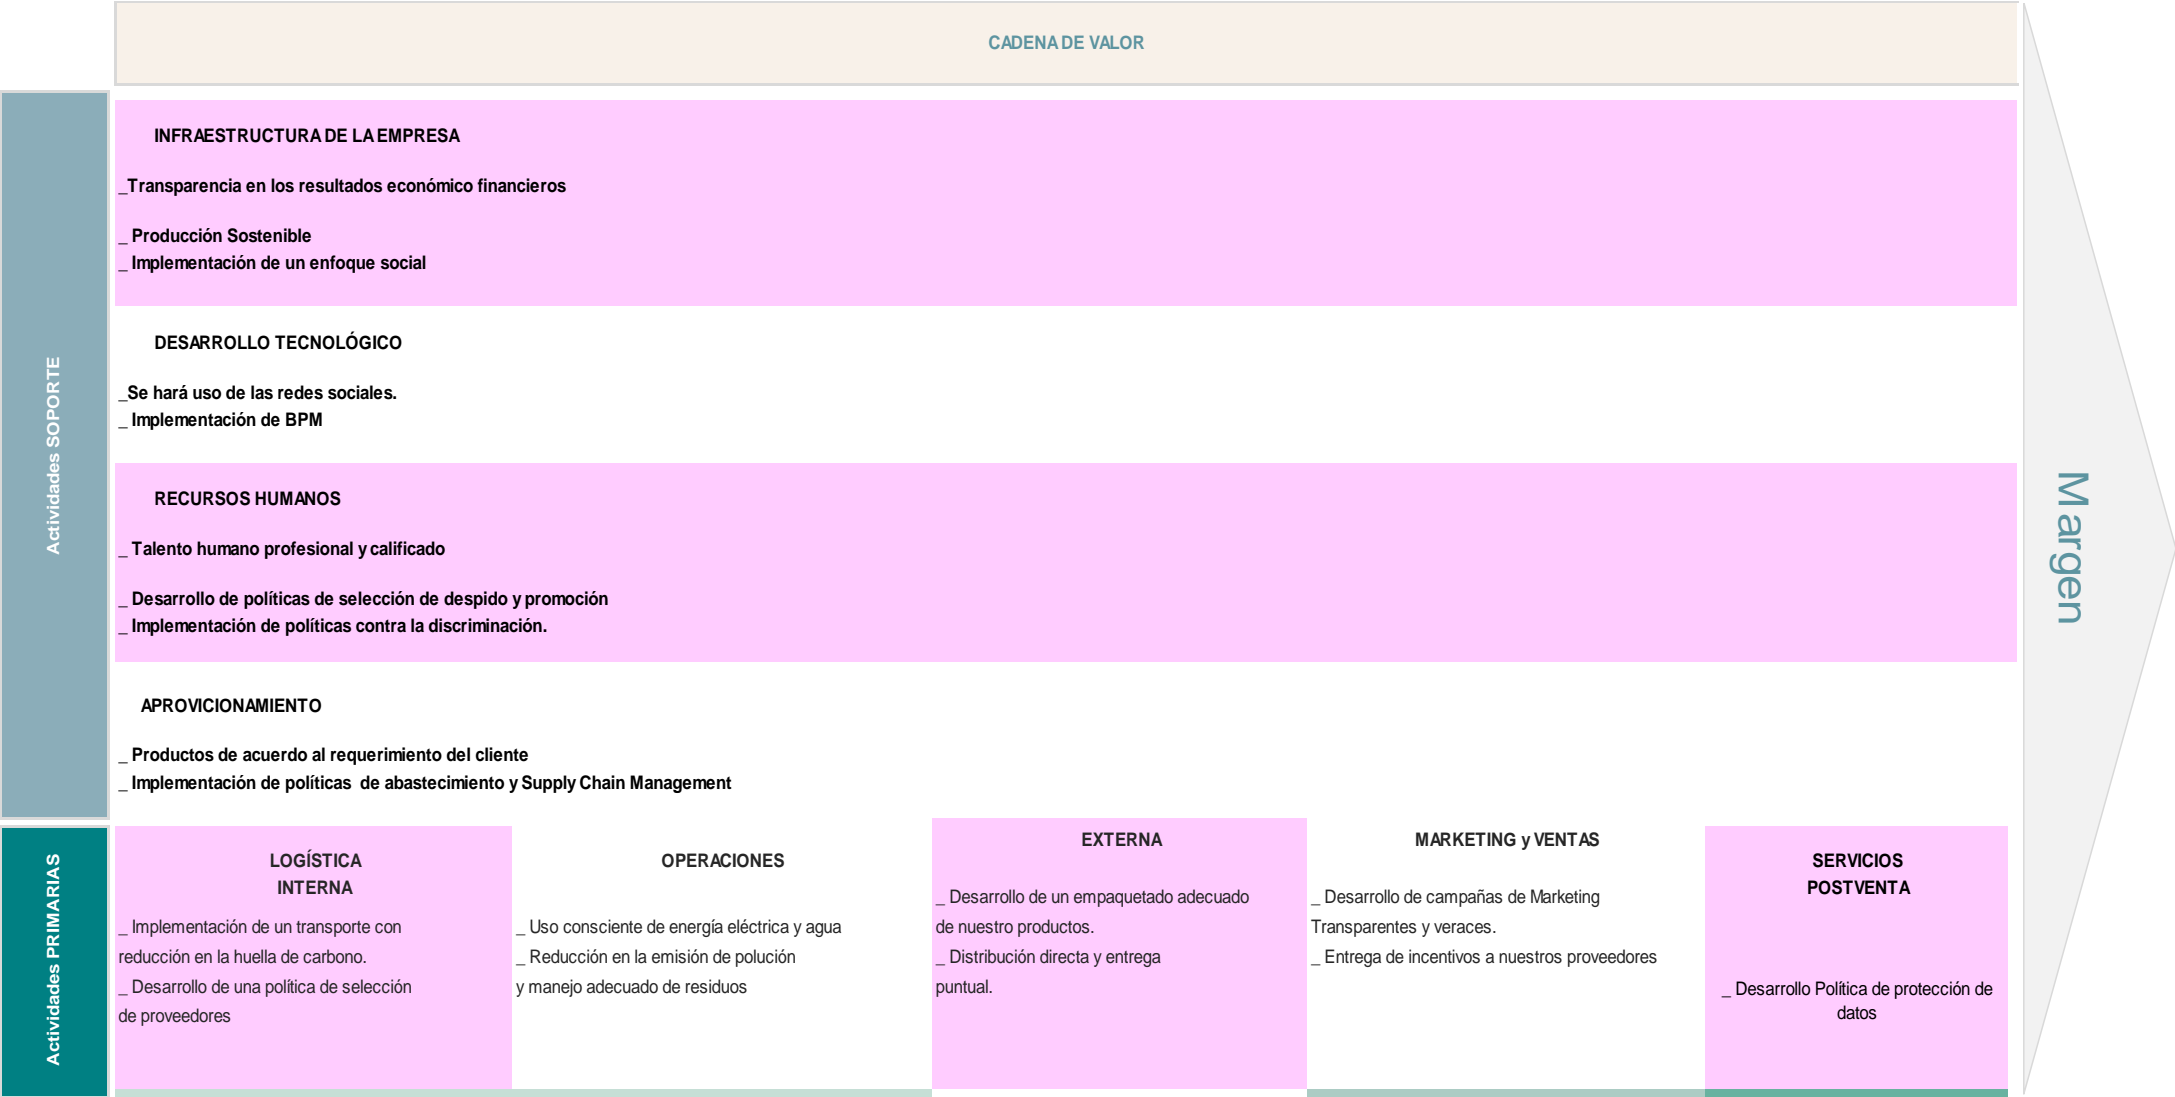 CADENA DE VALOR
Actividades SOPORTE
INFRAESTRUCTURA DE LA EMPRESA
_Transparencia en los resultados económico financieros
_ Producción Sostenible
_ Implementación de un enfoque social
DESARROLLO TECNOLÓGICO
_Se hará uso de las redes sociales.
_ Implementación de BPM
RECURSOS HUMANOS
_ Talento humano profesional y calificado
_ Desarrollo de políticas de selección de despido y promoción
_ Implementación de políticas contra la discriminación.
APROVICIONAMIENTO
_ Productos de acuerdo al requerimiento del cliente
_ Implementación de políticas  de abastecimiento y Supply Chain Management
Actividades PRIMARIAS
LOGÍSTICA
INTERNA
_ Implementación de un transporte con
reducción en la huella de carbono.
_ Desarrollo de una política de selección
de proveedores
OPERACIONES
_ Uso consciente de energía eléctrica y agua
_ Reducción en la emisión de polución
y manejo adecuado de residuos
EXTERNA
_ Desarrollo de un empaquetado adecuado
de nuestro productos.
_ Distribución directa y entrega
puntual.
MARKETING y VENTAS
_ Desarrollo de campañas de Marketing
Transparentes y veraces.
_ Entrega de incentivos a nuestros proveedores
SERVICIOS
POSTVENTA
_ Desarrollo Política de protección de
datos
Margen